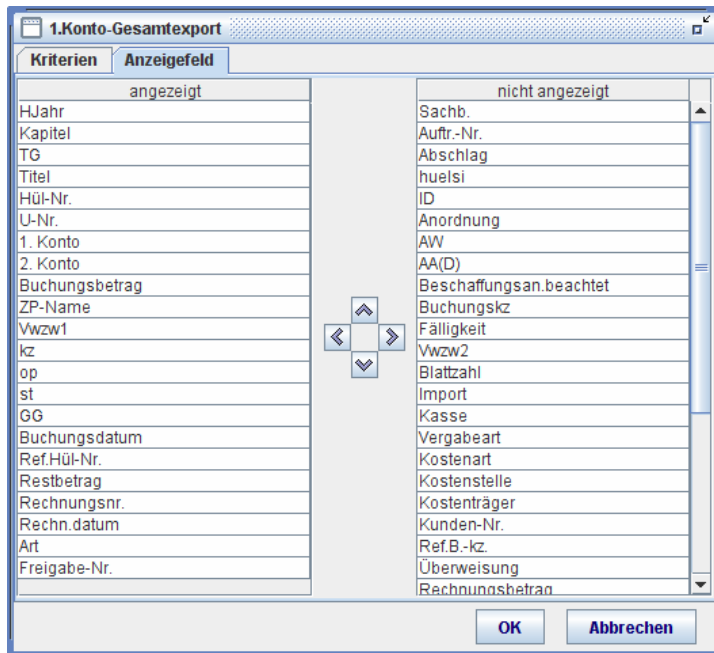 1.Konto-Gesamtexport
Kriterien Anzeigefeld
angezeigt
HJahr
Kapitel
TG
Titel
Hül-Nr.
U-Nr.
1. Konto
2. Konto
Buchungsbetrag
ZP-Name
Vwzw1
kz
op
st
GG
Buchungsdatum
Ref.Hül-Nr.
Restbetrag
Rechnungsnr.
Rechn.datum
Art
Freigabe-Nr.
nicht angezeigt
Sachb.
Auftr.-Nr.
Abschlag
huelsi
ID
Anordnung
AW
AA(D)
Beschaffungsan.beachtet
Buchungskz
Fälligkeit
Vwzw2
Blattzahl
Import
Kasse
Vergabeart
Kostenart
Kostenstelle
Kostenträger
Kunden-Nr.
Ref.B.-kz.
Überweisung
Rechnungsbetrag
OK Abbrechen